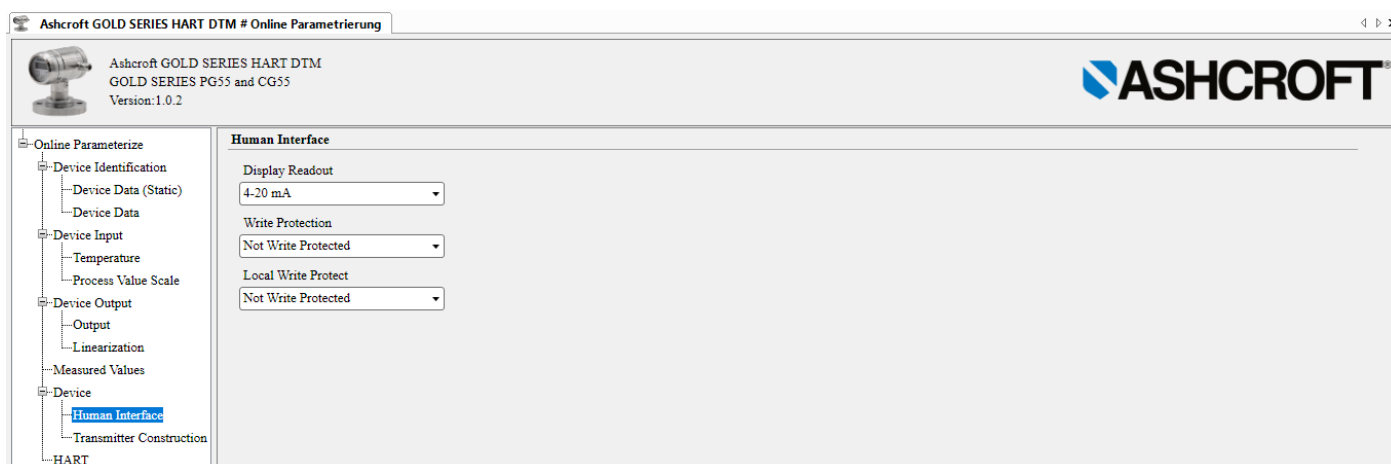 Ashcroft GOLD SERIES HART DTM # Online Parametrierung
Ashcroft GOLD SERIES HART DTM
GOLD SERIES PG55 and CG55
Version:1.0.2
ASHCROFT®
Online Parameterize
Device Identification
Device Data (Static)
Device Data
Device Input
Temperature
Process Value Scale
Device Output
Output
Linearization
Measured Values
Device
Human Interface
Transmitter Construction
HART
Human Interface
Display Readout
4-20 mA
Write Protection
Not Write Protected
Local Write Protect
Not Write Protected